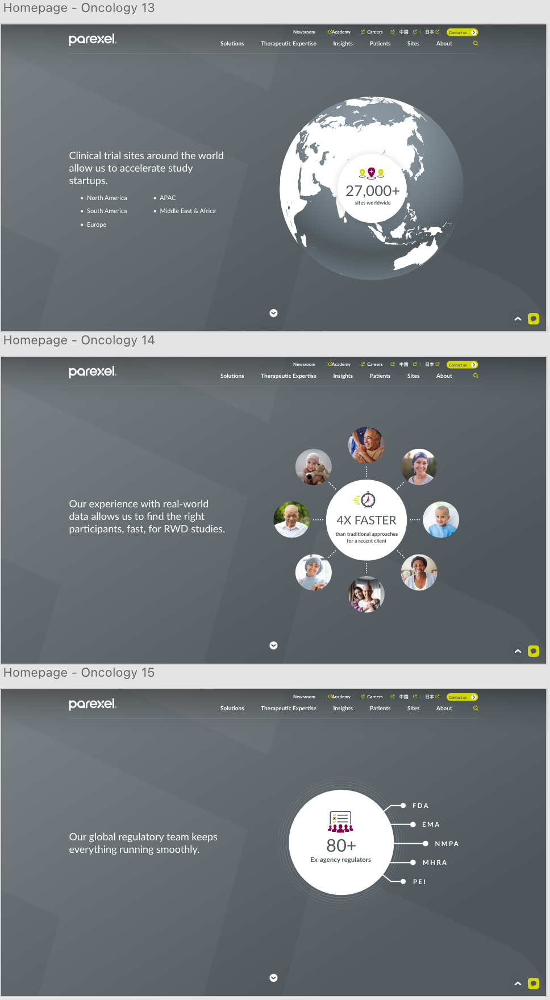 Homepage - Oncology 13
Newsroom | Academy Careers 中国 | 日本 Contact us
parexel.
Solutions Therapeutic Expertise Insights Patients Sites About
Clinical trial sites around the world
allow us to accelerate study
startups.
• North America • APAC
• South America • Middle East & Africa
• Europe
27,000+
sites worldwide
Homepage - Oncology 14
Newsroom | Academy Careers 中国 | 日本 Contact us
parexel.
Solutions Therapeutic Expertise Insights Patients Sites About
Our experience with real-world
data allows us to find the right
participants, fast, for RWD studies.
4X FASTER
than traditional approaches
for a recent client
Homepage - Oncology 15
Newsroom | Academy Careers 中国 | 日本 Contact us
parexel.
Solutions Therapeutic Expertise Insights Patients Sites About
Our global regulatory team keeps
everything running smoothly.
80+
Ex-agency regulators
FDA
EMA
NMPA
MHRA
PEI